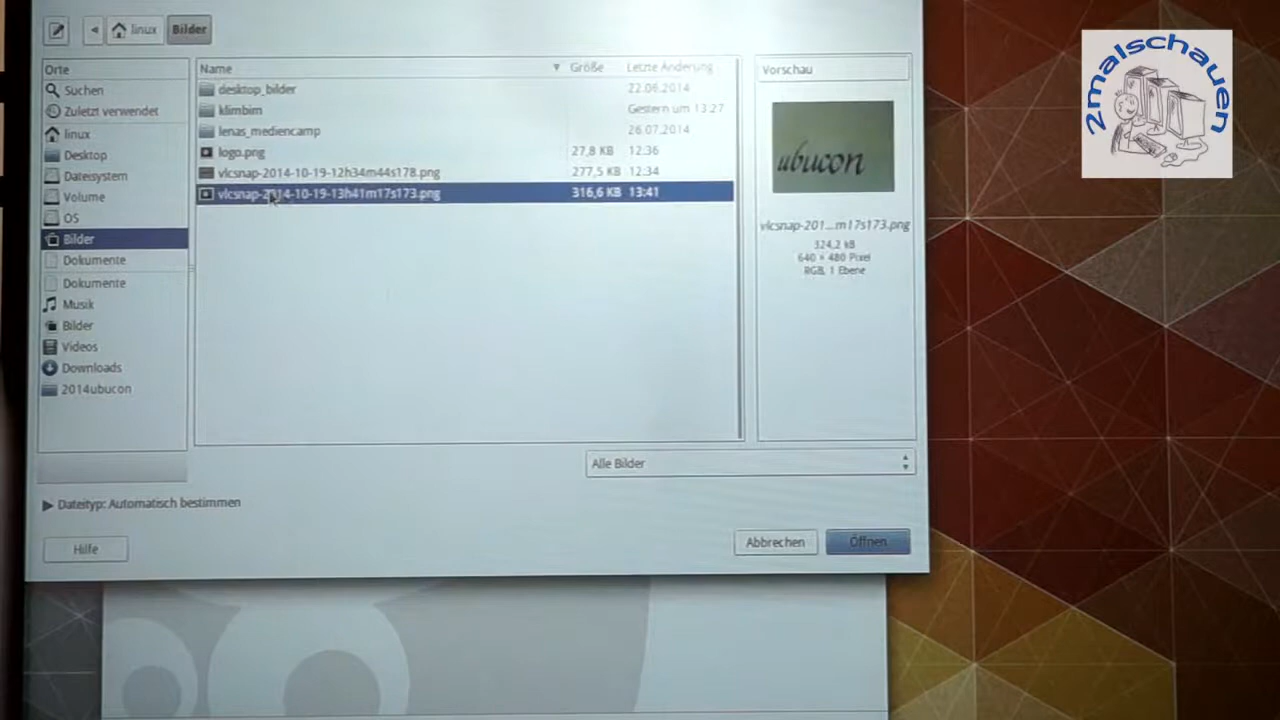 linux Bilder
Orte
Suchen
Zuletzt verwendet
linux
Desktop
Dateisystem
Volume
OS
Bilder
Dokumente
Dokumente
Musik
Bilder
Videos
Downloads
2014ubucon
Name Größe Letzte Änderung
desktop_bilder 22.06.2014
klimbim Gestern um 13:27
lenas_mediencamp 26.07.2014
logo.png 27,8 KB 12:36
vlcsnap-2014-10-19-12h34m44s178.png 277,5 KB 12:34
vlcsnap-2014-10-19-13h41m17s173.png 316,6 KB 13:41
Vorschau
ubucon
vlcsnap-201...m17s173.png
324,2 kB
640 × 480 Pixel
RGB, 1 Ebene
Alle Bilder
Dateityp: Automatisch bestimmen
Hilfe Abbrechen Öffnen
2malschauen